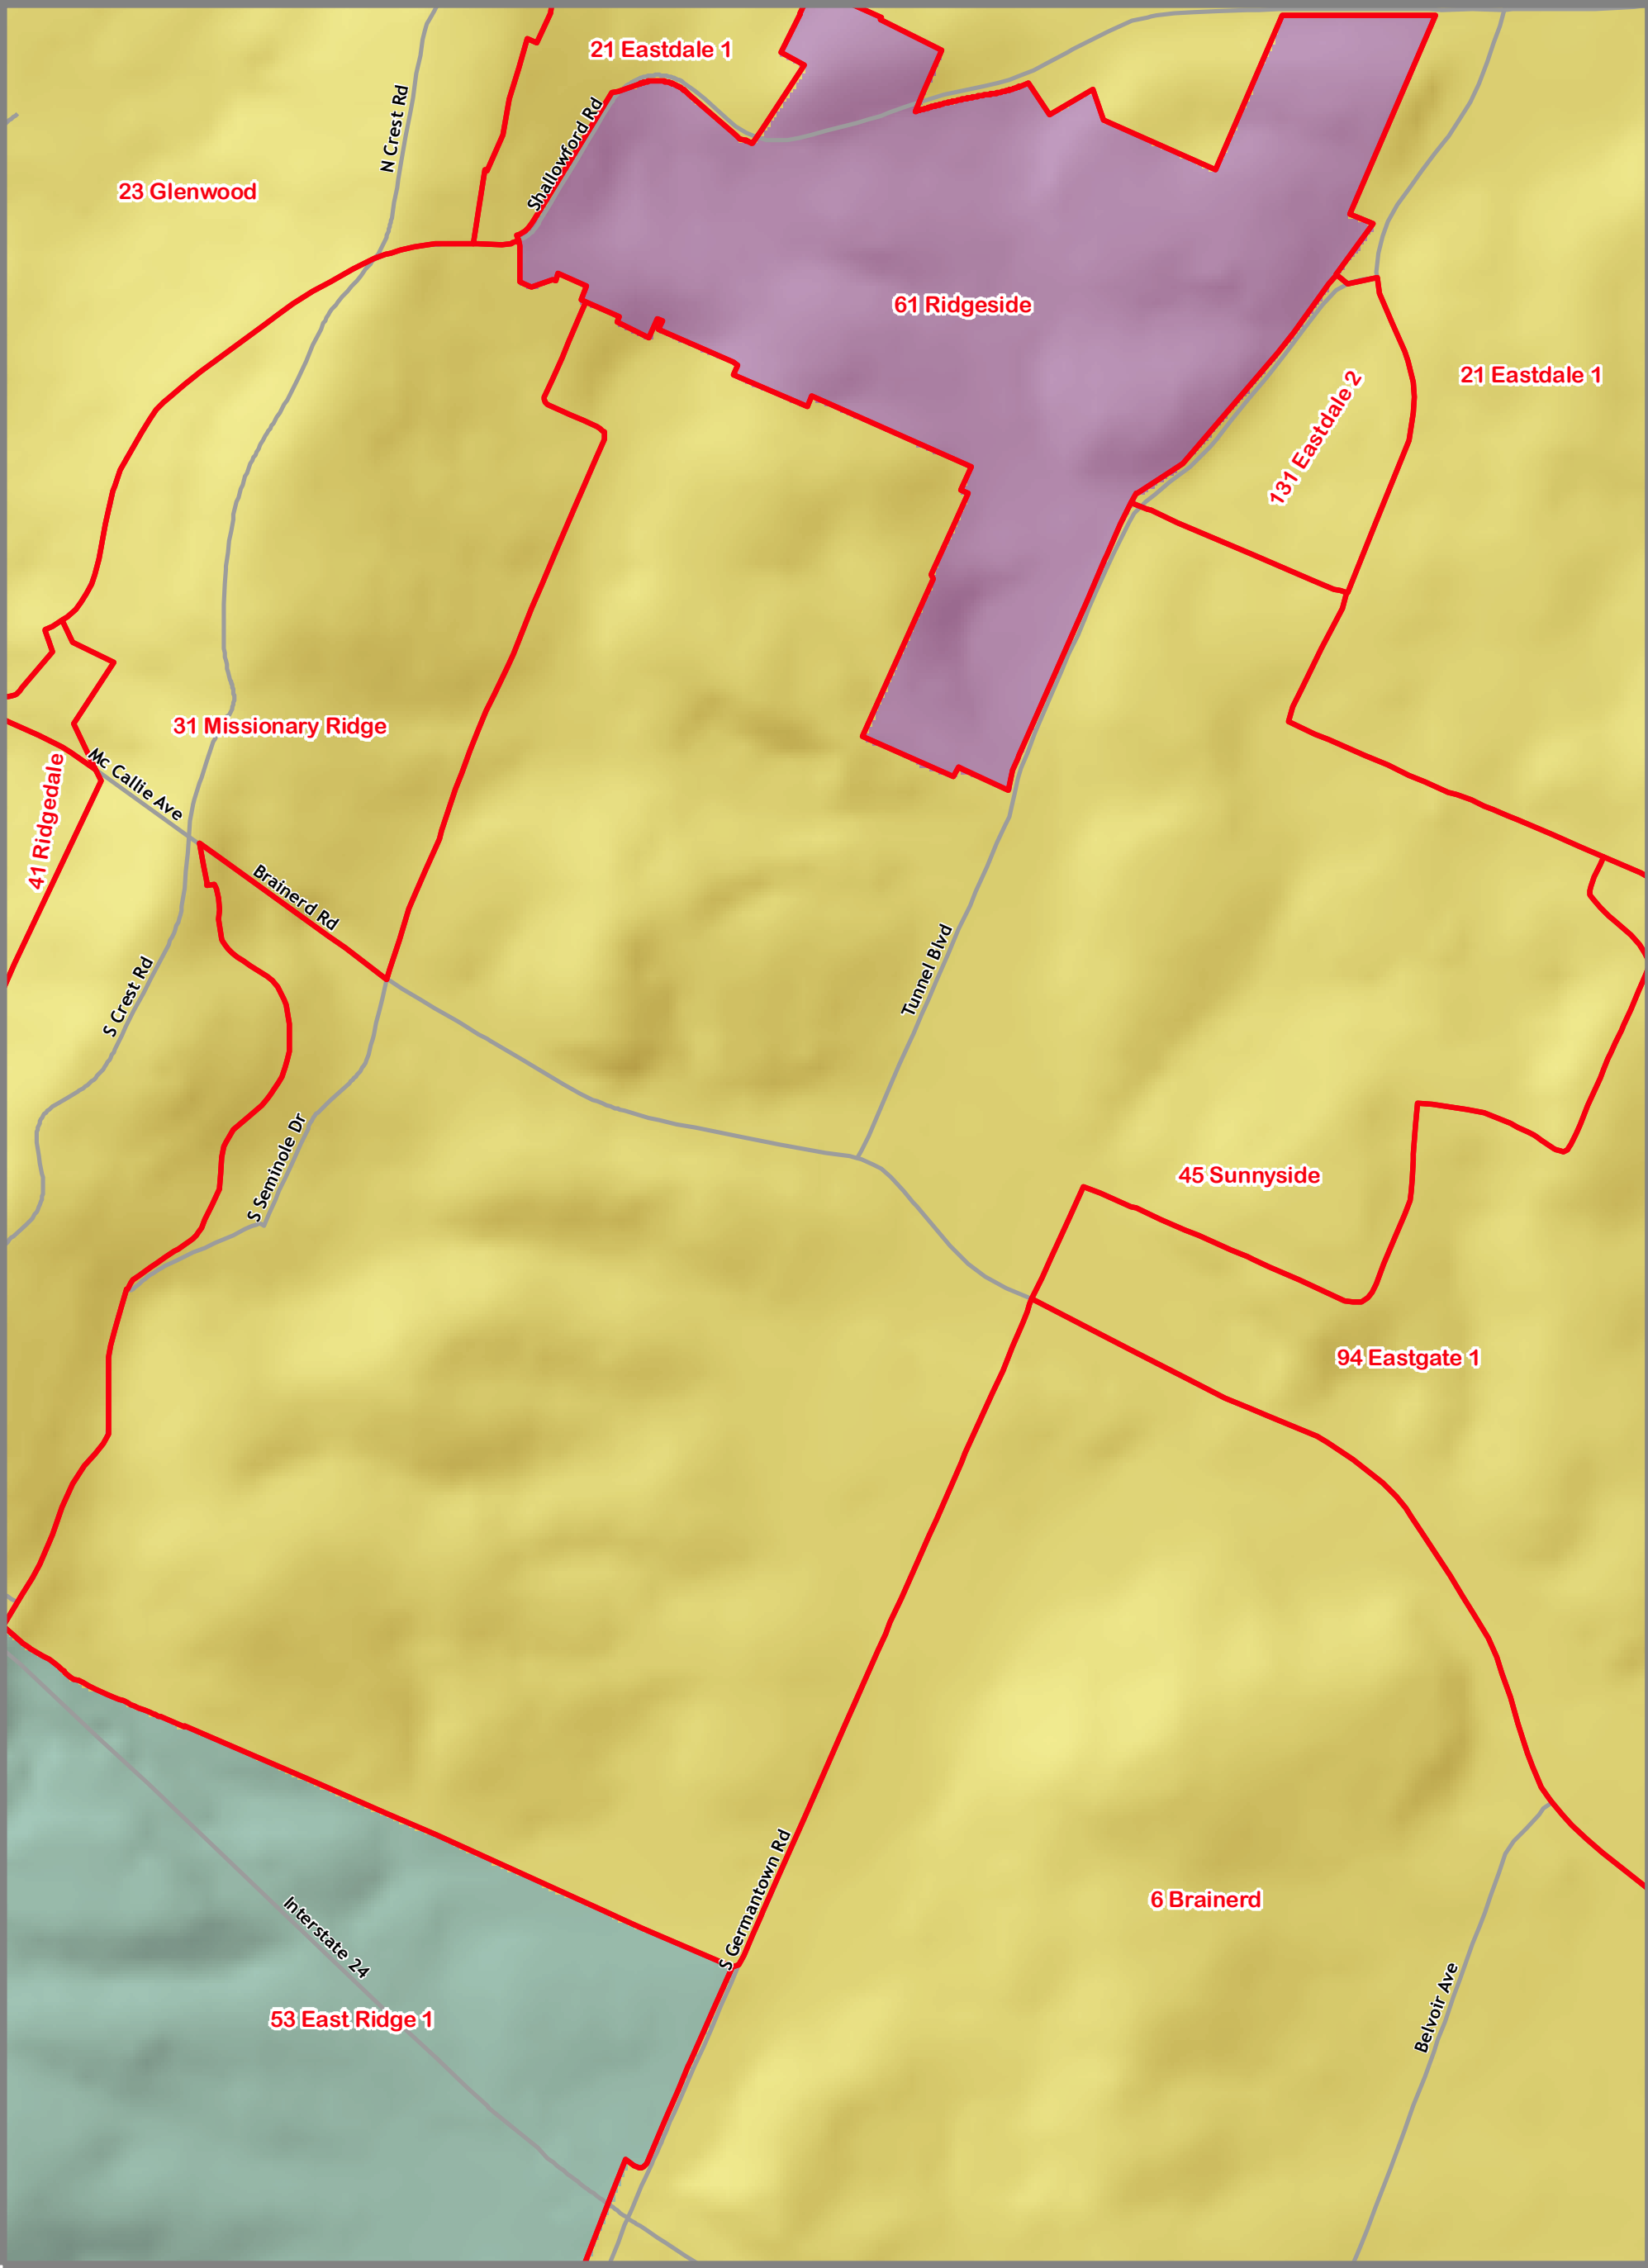 21 Eastdale 1
N Crest Rd
Shallowford Rd
23 Glenwood
61 Ridgeside
21 Eastdale 1
131 Eastdale 2
31 Missionary Ridge
Mc Callie Ave
41 Ridgedale
Brainerd Rd
S Crest Rd
Tunnel Blvd
S Seminole Dr
45 Sunnyside
94 Eastgate 1
S Germantown Rd
6 Brainerd
Interstate 24
53 East Ridge 1
Belvoir Ave